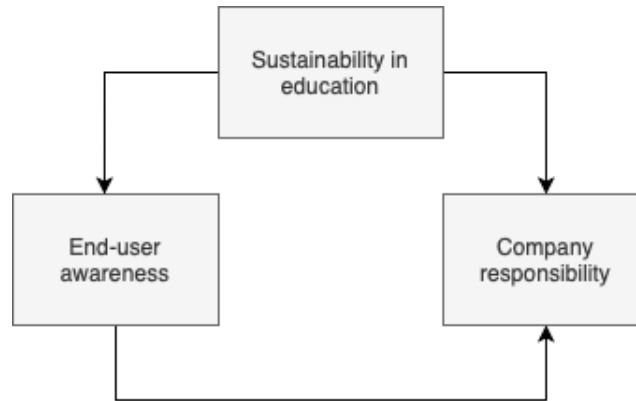 Sustainability in
education
End-user
awareness
Company
responsibility